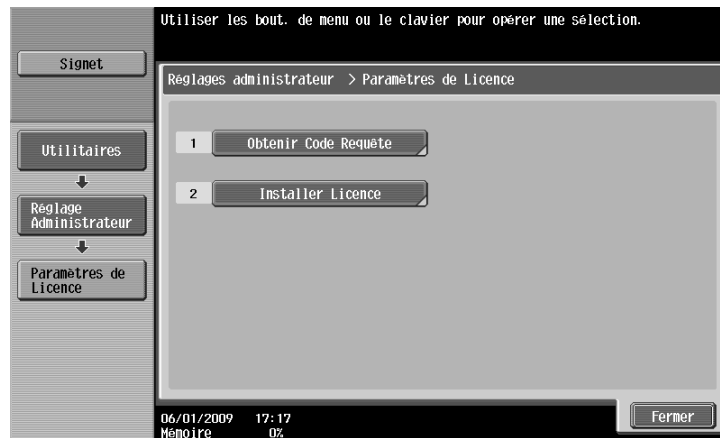 Utiliser les bout. de menu ou le clavier pour opérer une sélection.
Signet
Réglages administrateur > Paramètres de Licence
1 Obtenir Code Requête
Utilitaires
2 Installer Licence
Réglage
Administrateur
Paramètres de
Licence
06/01/2009 17:17
Mémoire 0%
Fermer